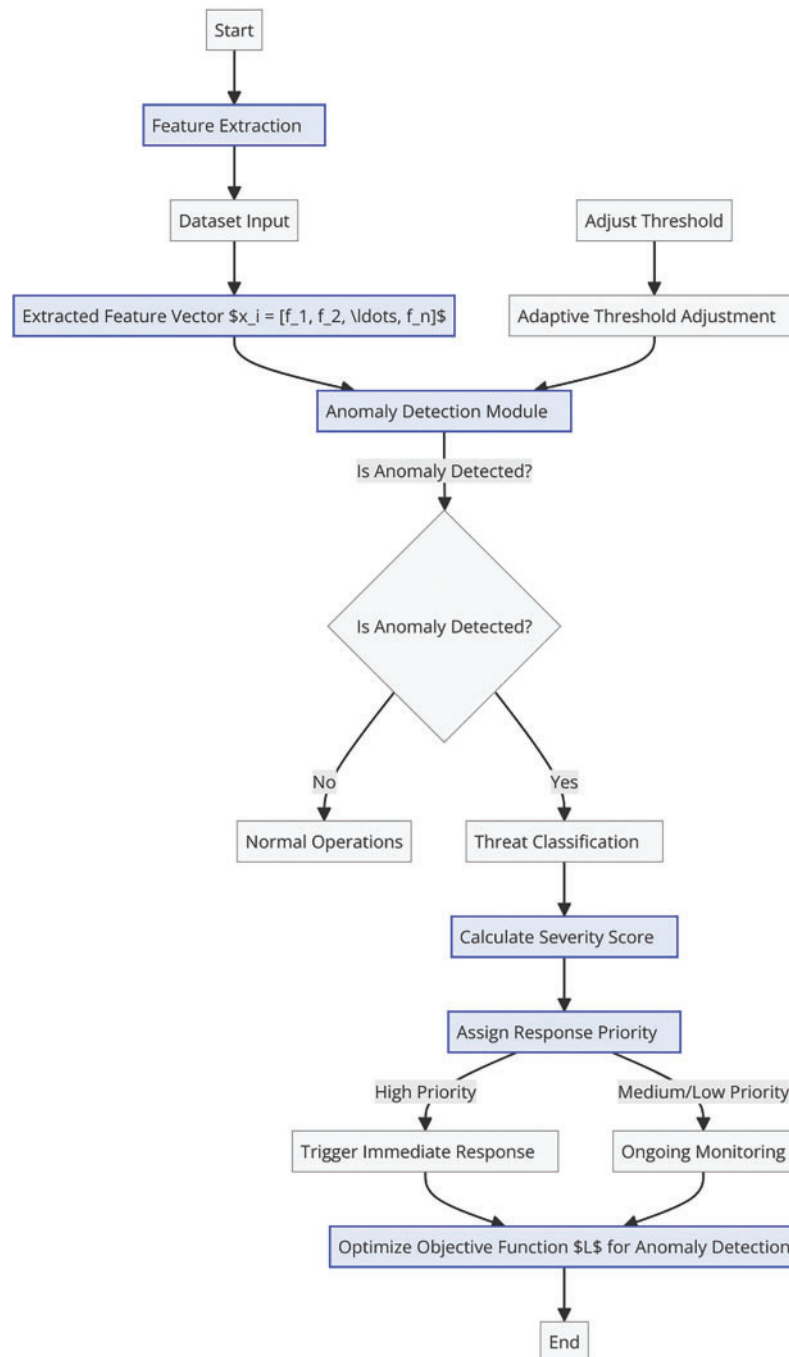 Start
Feature Extraction
Dataset Input
Adjust Threshold
Extracted Feature Vector $x_i = [f_1, f_2, \ldots, f_n]$
Adaptive Threshold Adjustment
Anomaly Detection Module
Is Anomaly Detected?
Is Anomaly Detected?
No
Yes
Normal Operations
Threat Classification
Calculate Severity Score
Assign Response Priority
High Priority
Medium/Low Priority
Trigger Immediate Response
Ongoing Monitoring
Optimize Objective Function $L$ for Anomaly Detection
End